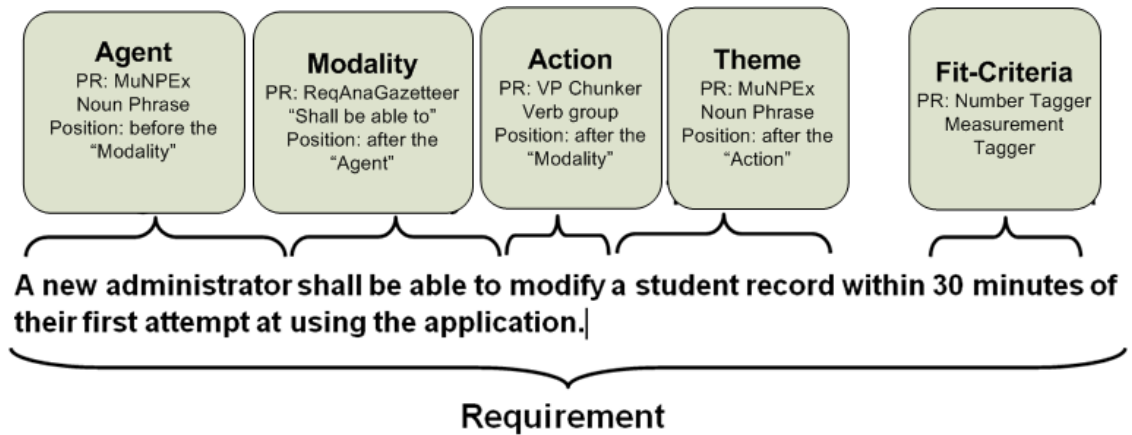 Agent
PR: MuNPEx
Noun Phrase
Position: before the
“Modality”
Modality
PR: ReqAnaGazetteer
“Shall be able to”
Position: after the
“Agent”
Action
PR: VP Chunker
Verb group
Position: after the
“Modality”
Theme
PR: MuNPEx
Noun Phrase
Position: after the
“Action”
Fit-Criteria
PR: Number Tagger
Measurement
Tagger
A new administrator shall be able to modify a student record within 30 minutes of
their first attempt at using the application.
Requirement